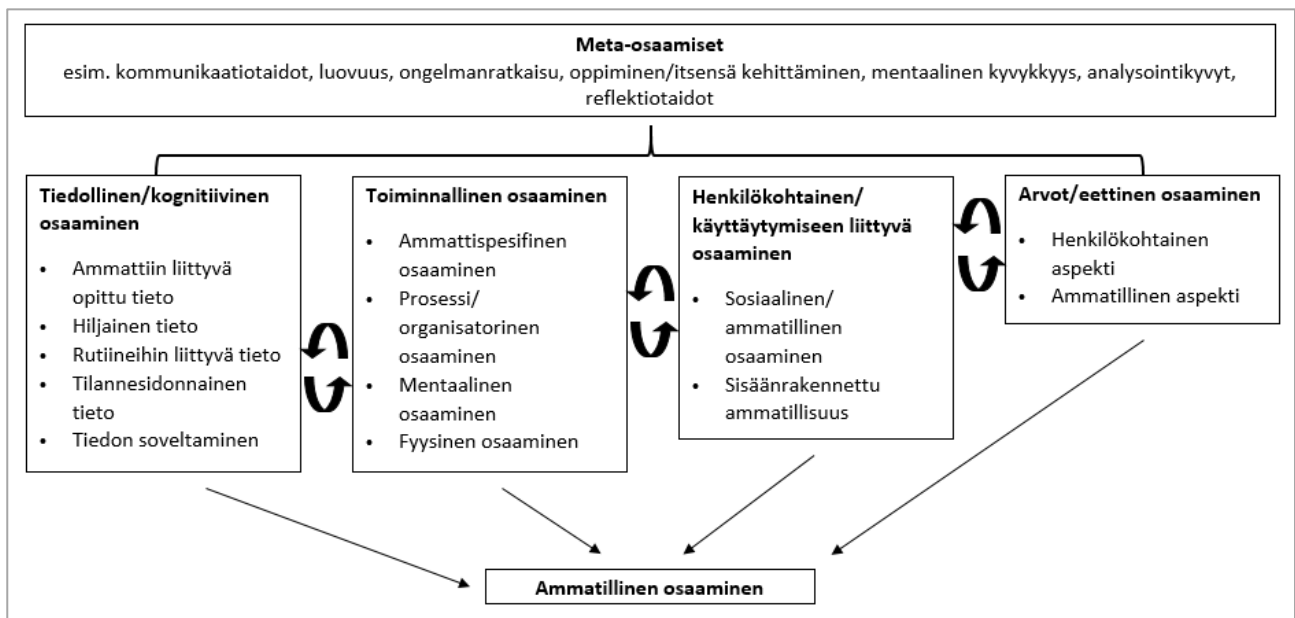 Meta-osaamiset
esim. kommunikaatiotaidot, luovuus, ongelmanratkaisu, oppiminen/itsensä kehittäminen, mentaalinen kyvykkyys, analysointikyvyt,
reflektiotaidot
Tiedollinen/kognitiivinen
osaaminen
• Ammattiin liittyvä
opittu tieto
• Hiljainen tieto
• Rutiineihin liittyvä tieto
• Tilannesidonnainen
tieto
• Tiedon soveltaminen
Toiminnallinen osaaminen
• Ammattispesifinen
osaaminen
• Prosessi/
organisatorinen
osaaminen
• Mentaalinen
osaaminen
• Fyysinen osaaminen
Henkilökohtainen/
käyttäytymiseen liittyvä
osaaminen
• Sosiaalinen/
ammatillinen
osaaminen
• Sisäänrakennettu
ammatillisuus
Arvot/eettinen osaaminen
• Henkilökohtainen
aspekti
• Ammatillinen aspekti
Ammatillinen osaaminen